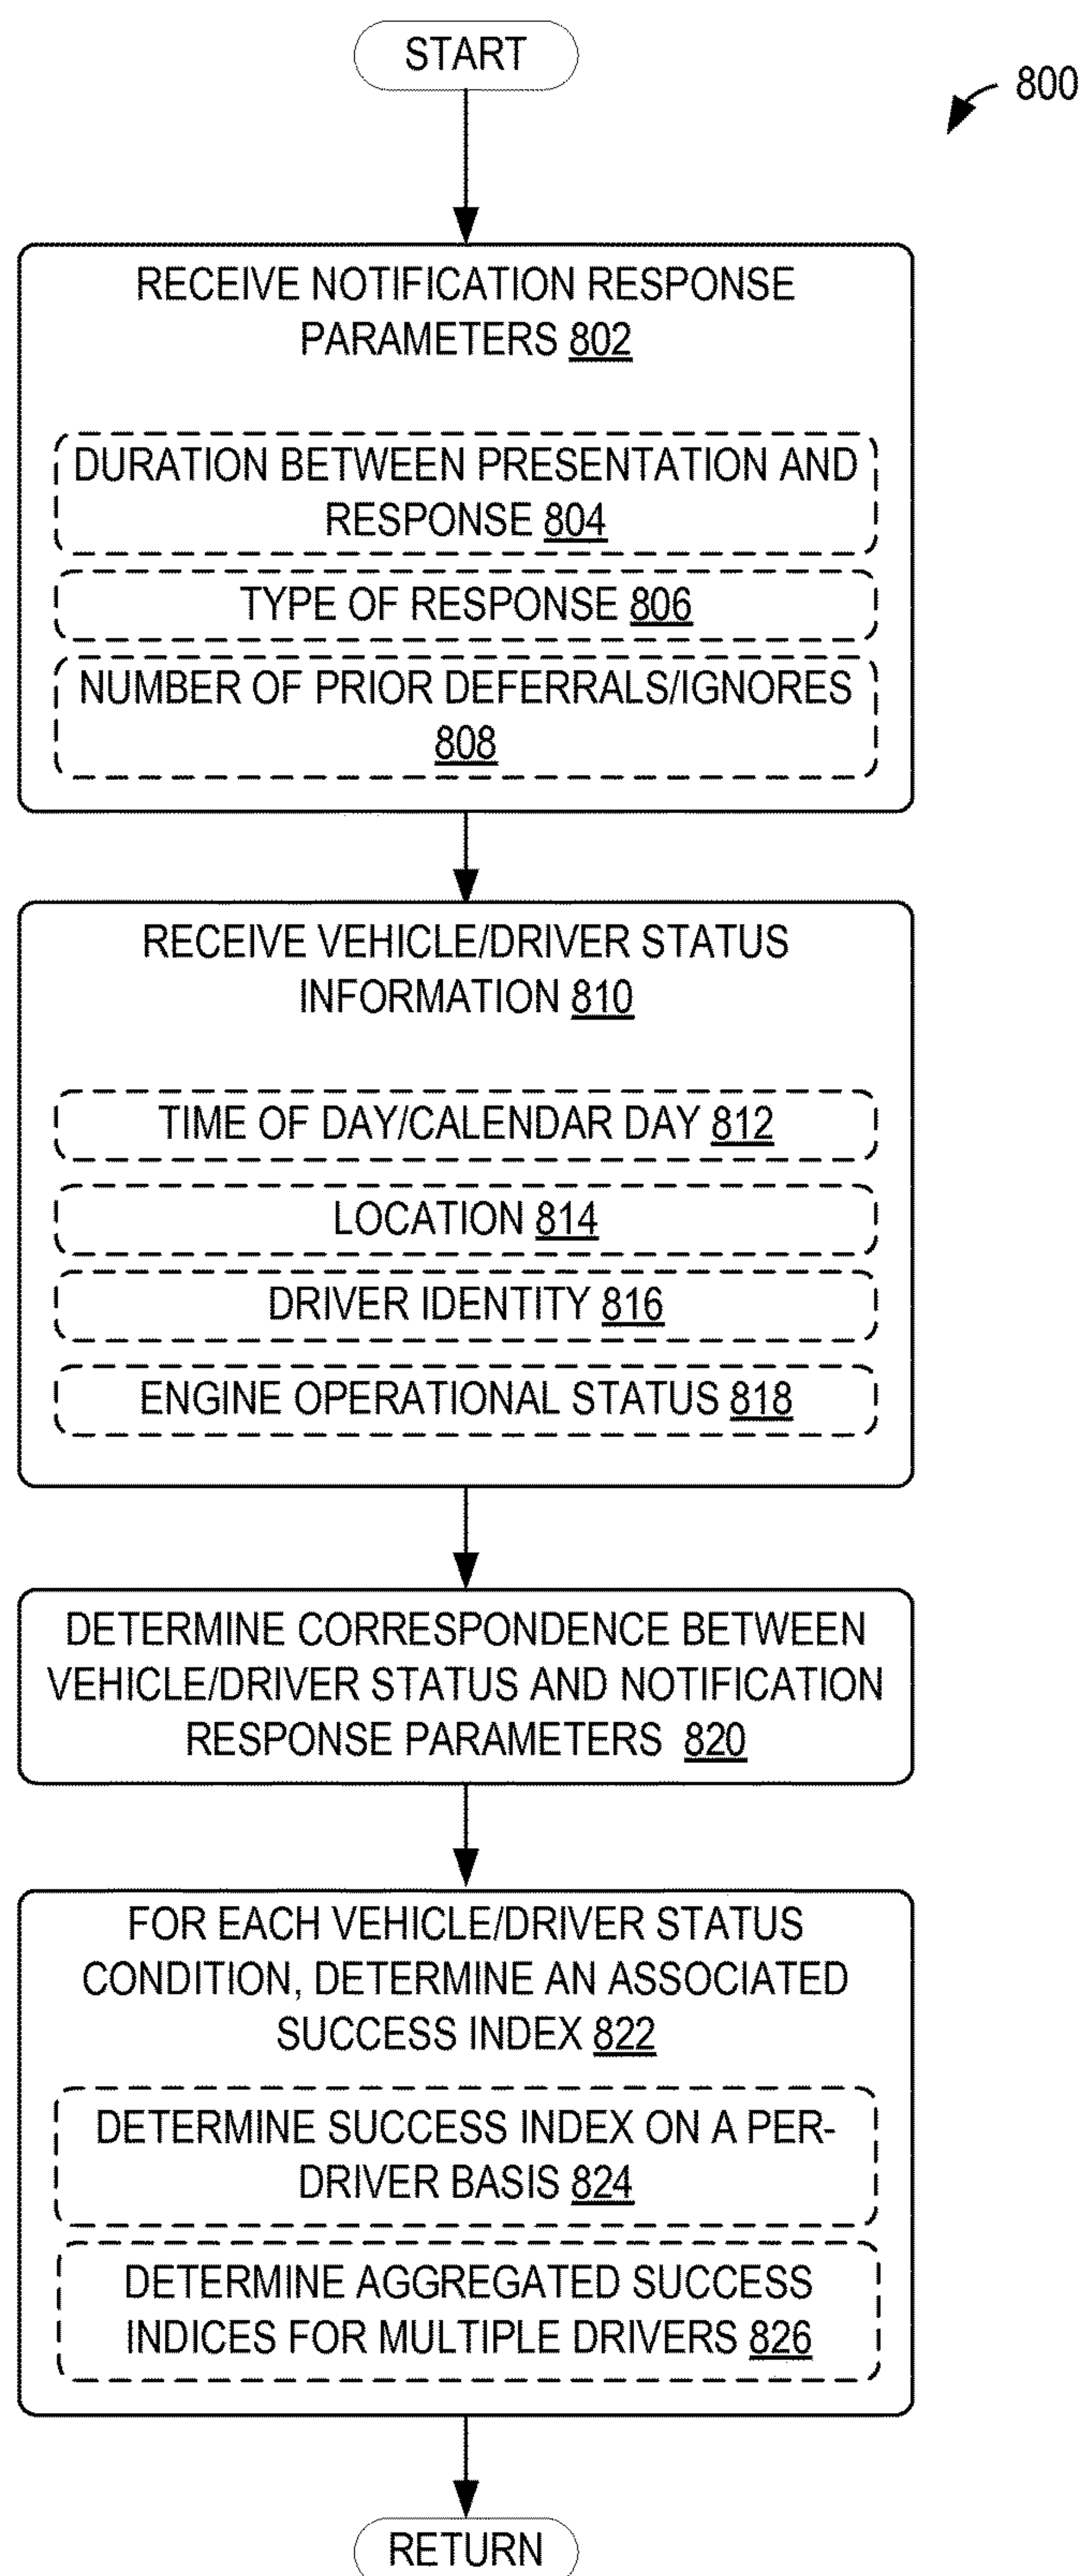 START
800
RECEIVE NOTIFICATION RESPONSE
PARAMETERS 802
DURATION BETWEEN PRESENTATION AND
RESPONSE 804
TYPE OF RESPONSE 806
NUMBER OF PRIOR DEFERRALS/IGNORES
808
RECEIVE VEHICLE/DRIVER STATUS
INFORMATION 810
TIME OF DAY/CALENDAR DAY 812
LOCATION 814
DRIVER IDENTITY 816
ENGINE OPERATIONAL STATUS 818
DETERMINE CORRESPONDENCE BETWEEN
VEHICLE/DRIVER STATUS AND NOTIFICATION
RESPONSE PARAMETERS 820
FOR EACH VEHICLE/DRIVER STATUS
CONDITION, DETERMINE AN ASSOCIATED
SUCCESS INDEX 822
DETERMINE SUCCESS INDEX ON A PER-
DRIVER BASIS 824
DETERMINE AGGREGATED SUCCESS
INDICES FOR MULTIPLE DRIVERS 826
RETURN